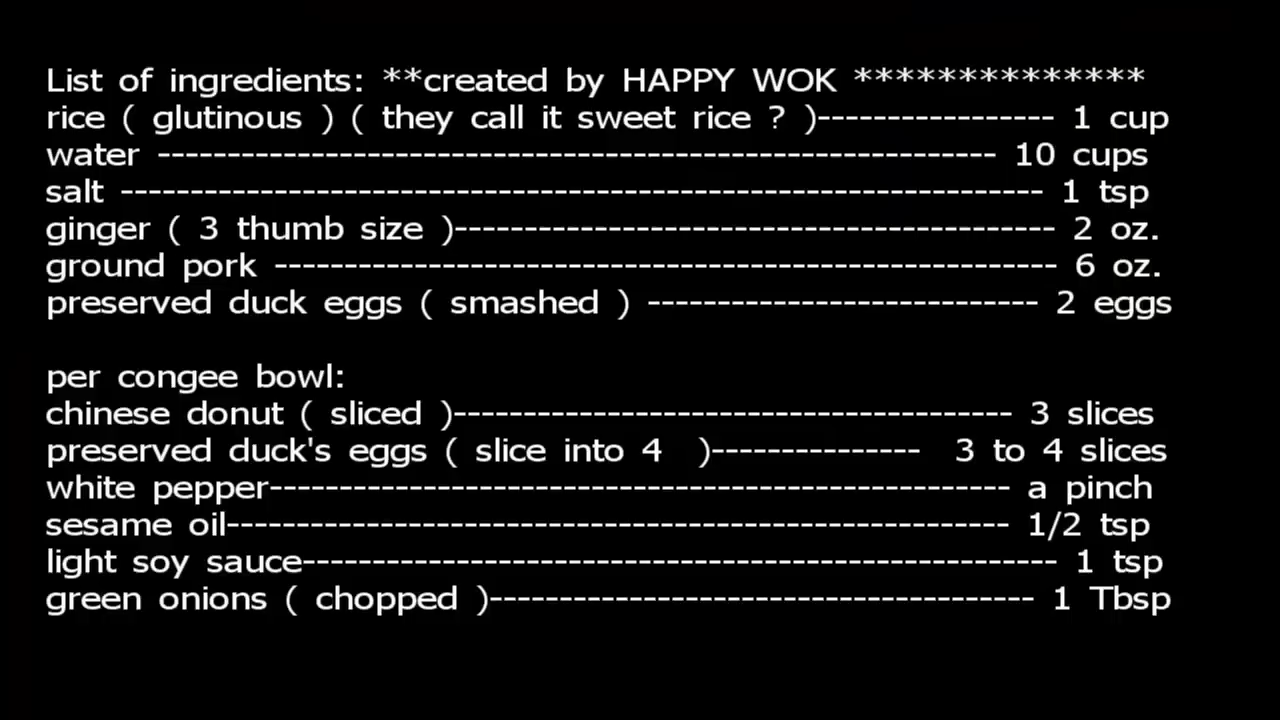 List of ingredients: **created by HAPPY WOK **************
rice ( glutinous ) ( they call it sweet rice ? )----------------- 1 cup
water ------------------------------------------------------------ 10 cups
salt ------------------------------------------------------------------ 1 tsp
ginger ( 3 thumb size )------------------------------------------- 2 oz.
ground pork -------------------------------------------------------- 6 oz.
preserved duck eggs ( smashed ) ---------------------------- 2 eggs
per congee bowl:
chinese donut ( sliced )---------------------------------------- 3 slices
preserved duck's eggs ( slice into 4 )--------------- 3 to 4 slices
white pepper----------------------------------------------------- a pinch
sesame oil-------------------------------------------------------- 1/2 tsp
light soy sauce------------------------------------------------------ 1 tsp
green onions ( chopped )--------------------------------------- 1 Tbsp